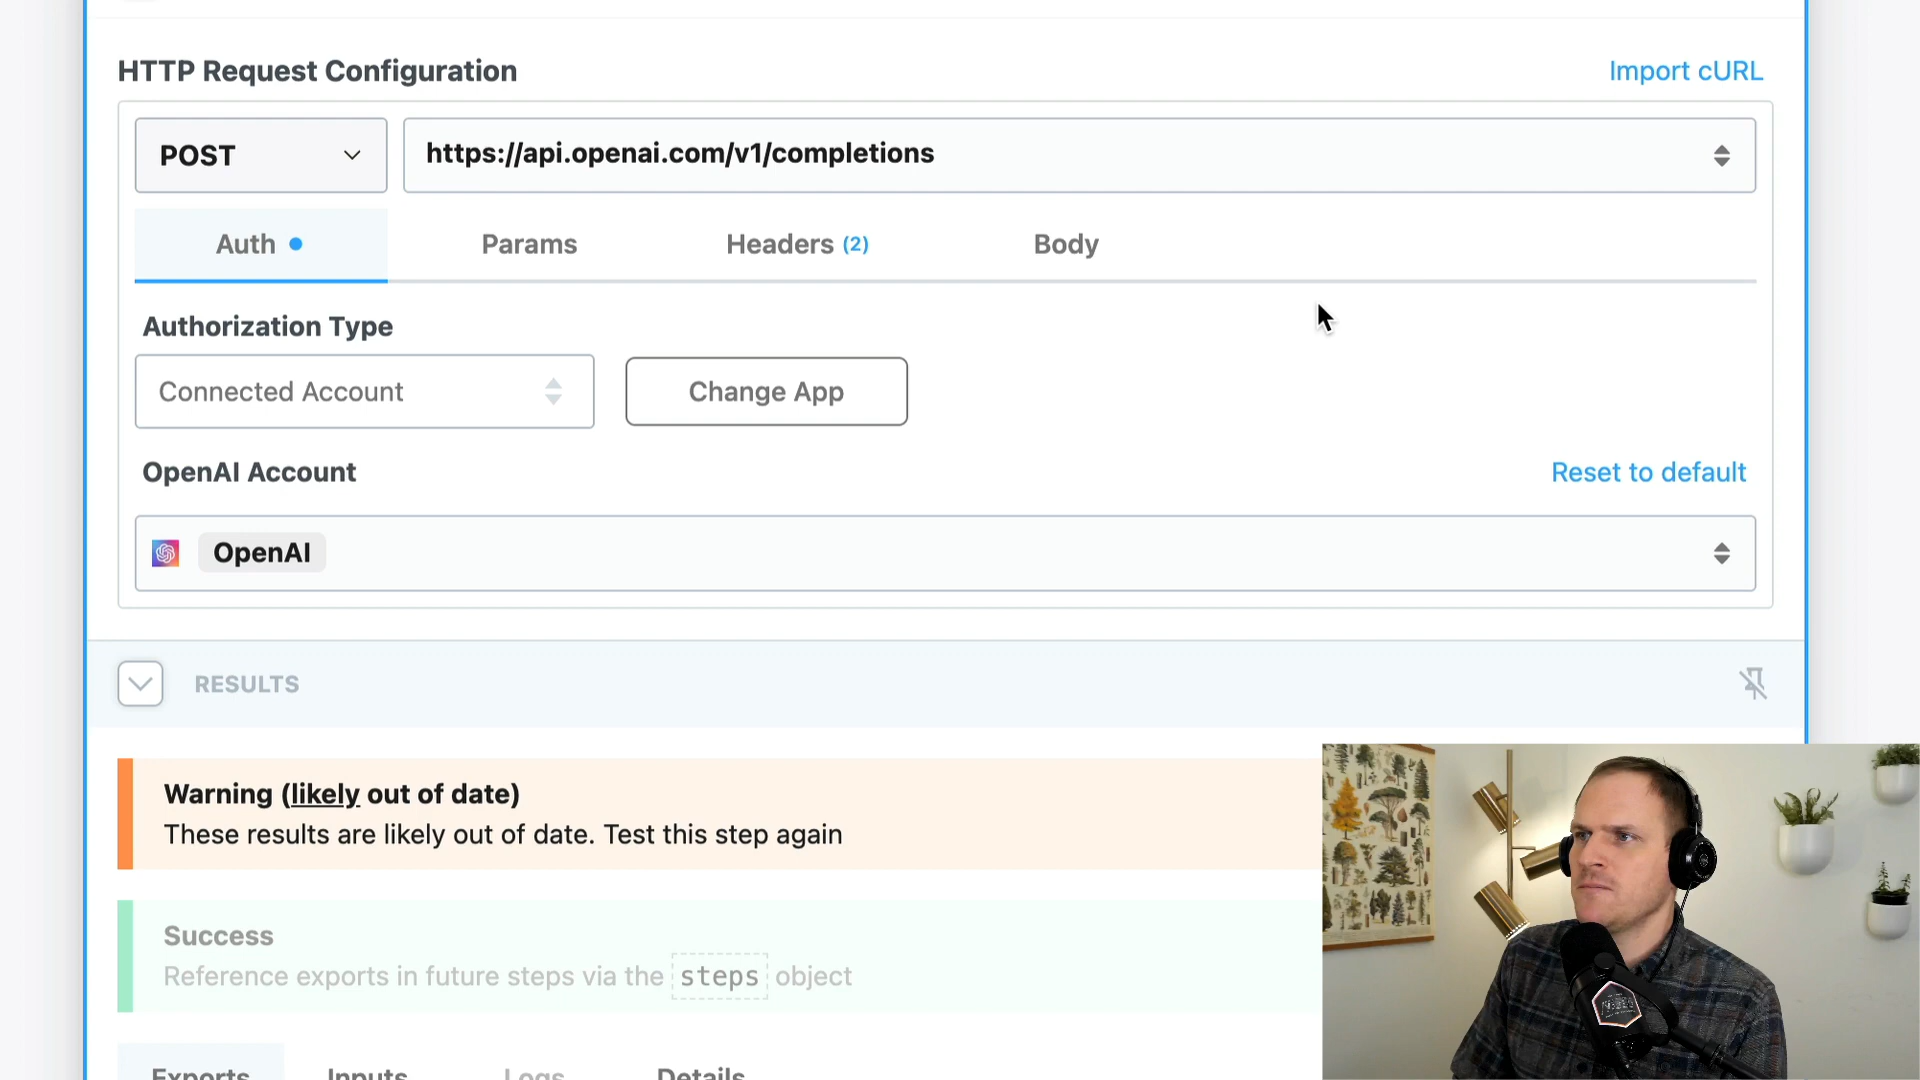 HTTP Request Configuration
Import cURL
POST
https://api.openai.com/v1/completions
Auth
Params
Headers (2)
Body
Authorization Type
Connected Account
Change App
OpenAI Account
Reset to default
OpenAI
RESULTS
Warning (likely out of date)
These results are likely out of date. Test this step again
Success
Reference exports in future steps via the steps object
Exports
Inputs
Logs
Details